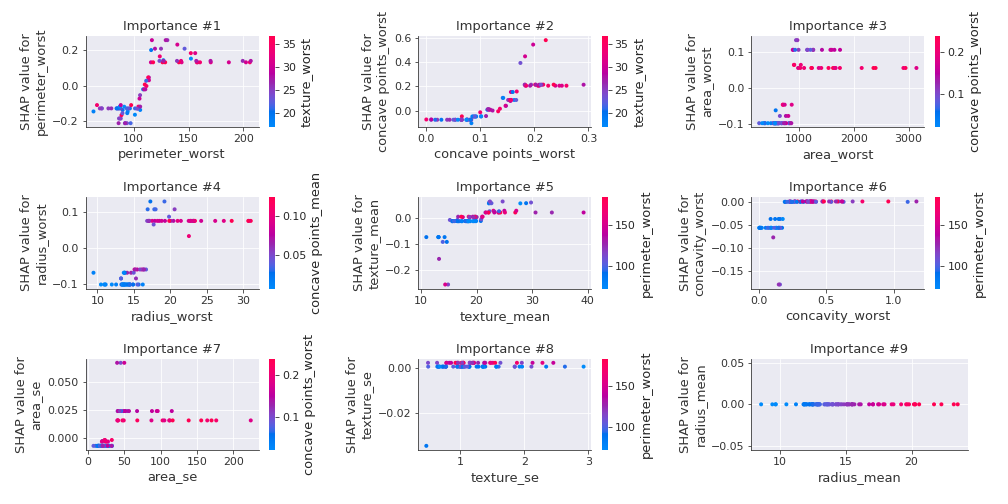 Importance #1
Importance #2
Importance #3
SHAP value for
perimeter_worst
0.2
0.0
−0.2
100
150
200
perimeter_worst
35
30
25
20
texture_worst
SHAP value for
concave points_worst
0.6
0.4
0.2
0.0
0.0
0.1
0.2
0.3
concave points_worst
35
30
25
20
texture_worst
SHAP value for
area_worst
0.1
0.0
−0.1
1000
2000
3000
area_worst
0.2
0.1
concave points_worst
Importance #4
Importance #5
Importance #6
SHAP value for
radius_worst
0.1
0.0
−0.1
10
15
20
25
30
radius_worst
0.10
0.05
concave points_mean
SHAP value for
texture_mean
0.0
−0.1
−0.2
10
20
30
40
texture_mean
150
100
perimeter_worst
SHAP value for
concavity_worst
0.00
−0.05
−0.10
−0.15
0.0
0.5
1.0
concavity_worst
150
100
perimeter_worst
Importance #7
Importance #8
Importance #9
SHAP value for
area_se
0.050
0.025
0.000
0
50
100
150
200
area_se
0.2
0.1
concave points_worst
SHAP value for
texture_se
0.00
−0.02
1
2
3
texture_se
150
100
perimeter_worst
SHAP value for
radius_mean
0.05
0.00
−0.05
10
15
20
radius_mean